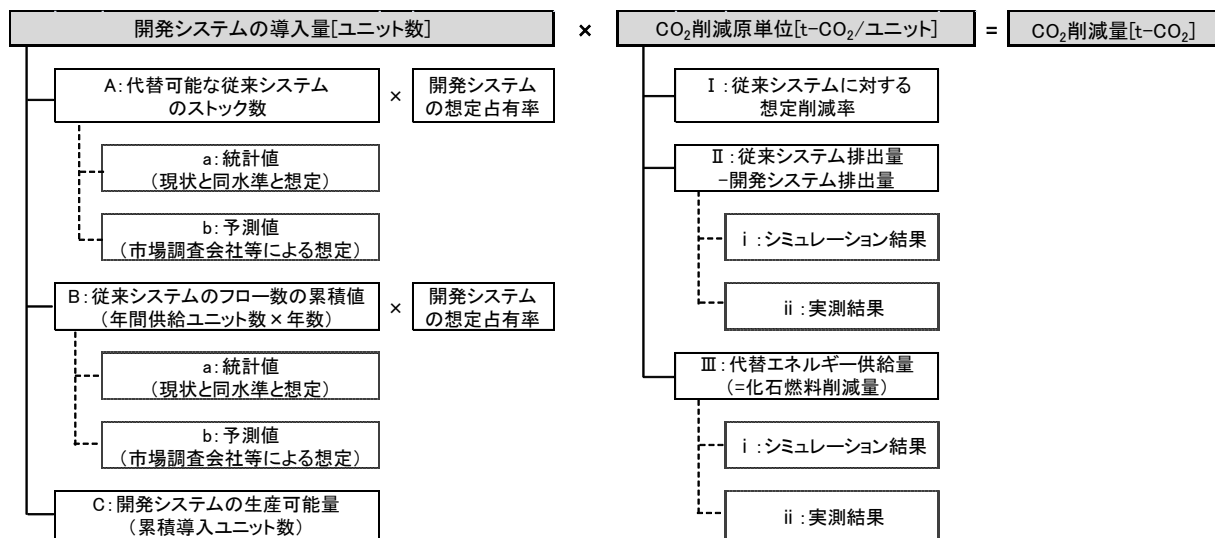 開発システムの導入量[ユニット数] × CO₂削減原単位[t-CO₂/ユニット] = CO₂削減量[t-CO₂]
A:代替可能な従来システム
のストック数
×
開発システム
の想定占有率
a:統計値
(現状と同水準と想定)
b:予測値
(市場調査会社等による想定)
B:従来システムのフロー数の累積値
(年間供給ユニット数×年数)
×
開発システム
の想定占有率
a:統計値
(現状と同水準と想定)
b:予測値
(市場調査会社等による想定)
C:開発システムの生産可能量
(累積導入ユニット数)
Ⅰ:従来システムに対する
想定削減率
Ⅱ:従来システム排出量
-開発システム排出量
ⅰ:シミュレーション結果
ⅱ:実測結果
Ⅲ:代替エネルギー供給量
(=化石燃料削減量)
ⅰ:シミュレーション結果
ⅱ:実測結果